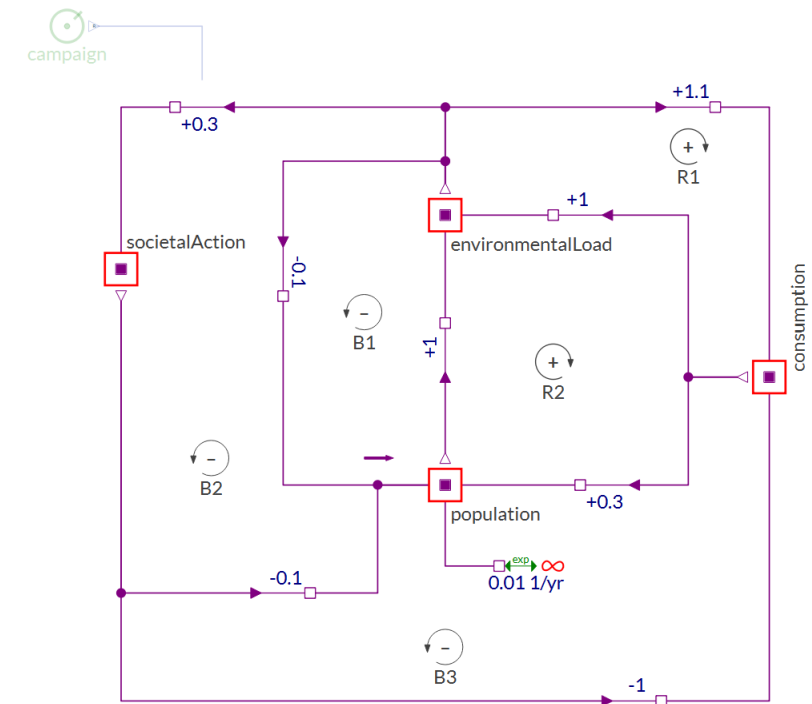 campaign
+1.1
+0.3
+
R1
+1
societalAction
environmentalLoad
-0.1
consumption
-
B1
+1
+
R2
-
B2
+0.3
population
exp
0.01 1/yr
-0.1
-
B3
-1